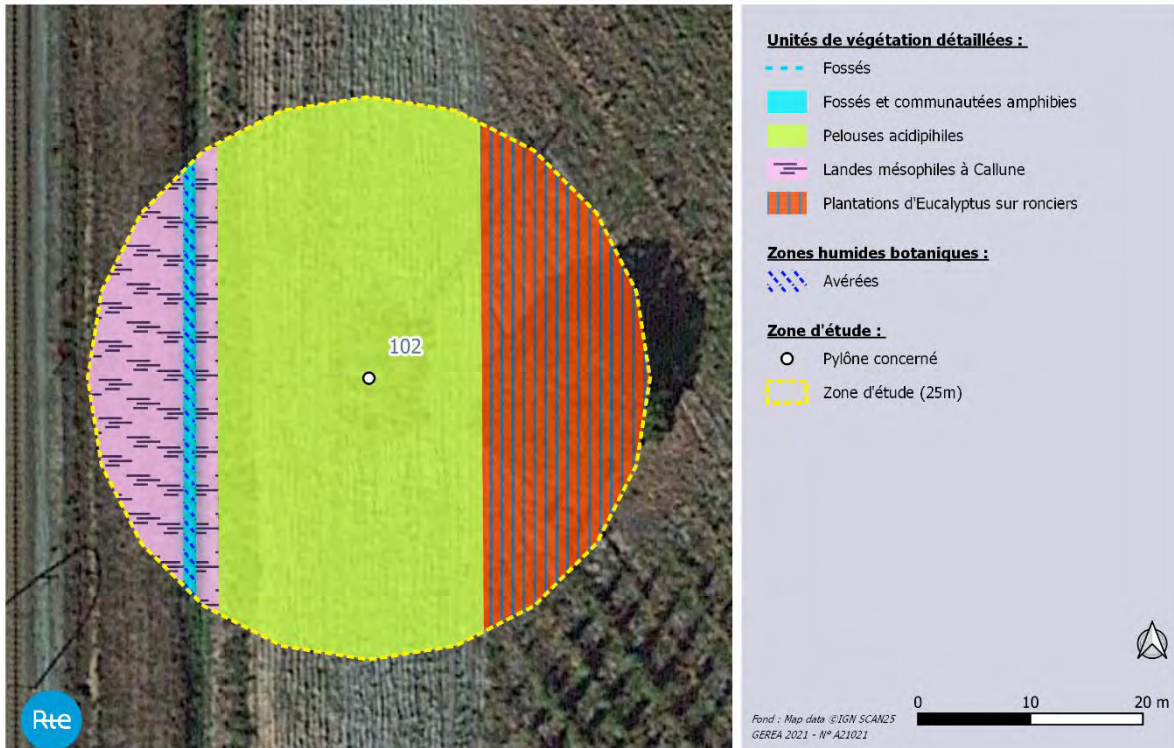 102
Rte
Unités de végétation détaillées :
Fossés
Fossés et communautées amphibies
Pelouses acidiphiles
Landes mésophiles à Callune
Plantations d'Eucalyptus sur ronciers
Zones humides botaniques :
Avérées
Zone d'étude :
Pylône concerné
Zone d'étude (25m)
0 10 20 m
Fond : Map data ©IGN SCAN25
GEREA 2021 - N° A21021